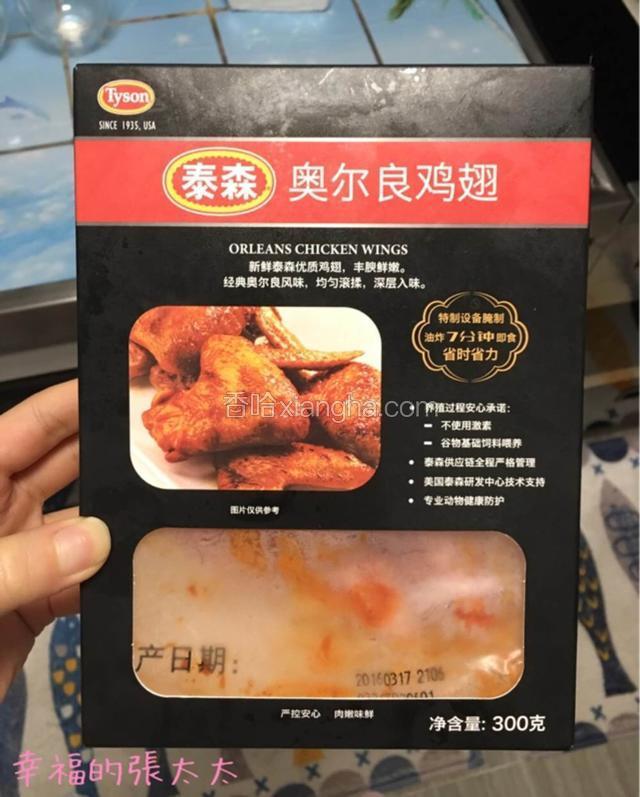 Tyson
SINCE 1935, USA
泰森 奥尔良鸡翅
ORLEANS CHICKEN WINGS
新鲜泰森优质鸡翅，丰腴鲜嫩。
经典奥尔良风味，均匀滚揉，深层入味。
特制设备腌制
油炸7分钟即食
省时省力
香哈xiangha.com
养殖过程安心承诺:
不使用激素
谷物基础饲料喂养
泰森供应链全程严格管理
美国泰森研发中心技术支持
专业动物健康防护
图片仅供参考
产日期:
20160317 2106
严控安心 肉嫩味鲜
净含量: 300克
幸福的張太太